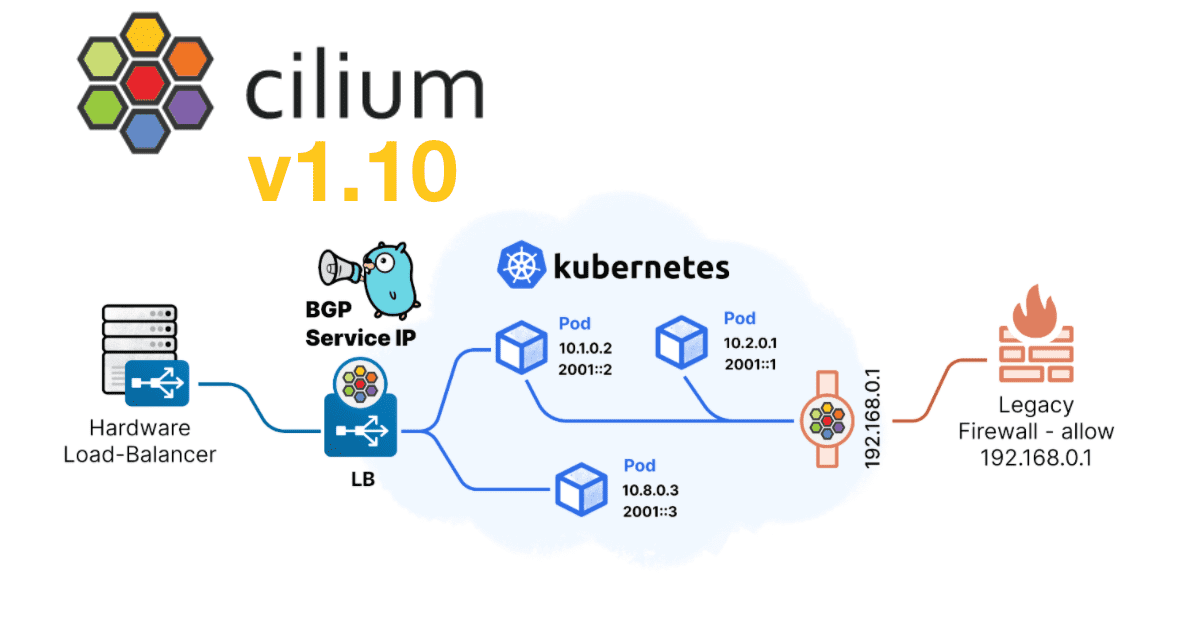 cilium
v1.10
kubernetes
BGP
Service IP
Pod
10.1.0.2
2001::2
Pod
10.2.0.1
2001::1
Hardware
Load-Balancer
LB
Pod
10.8.0.3
2001::3
192.168.0.1
Legacy
Firewall - allow
192.168.0.1